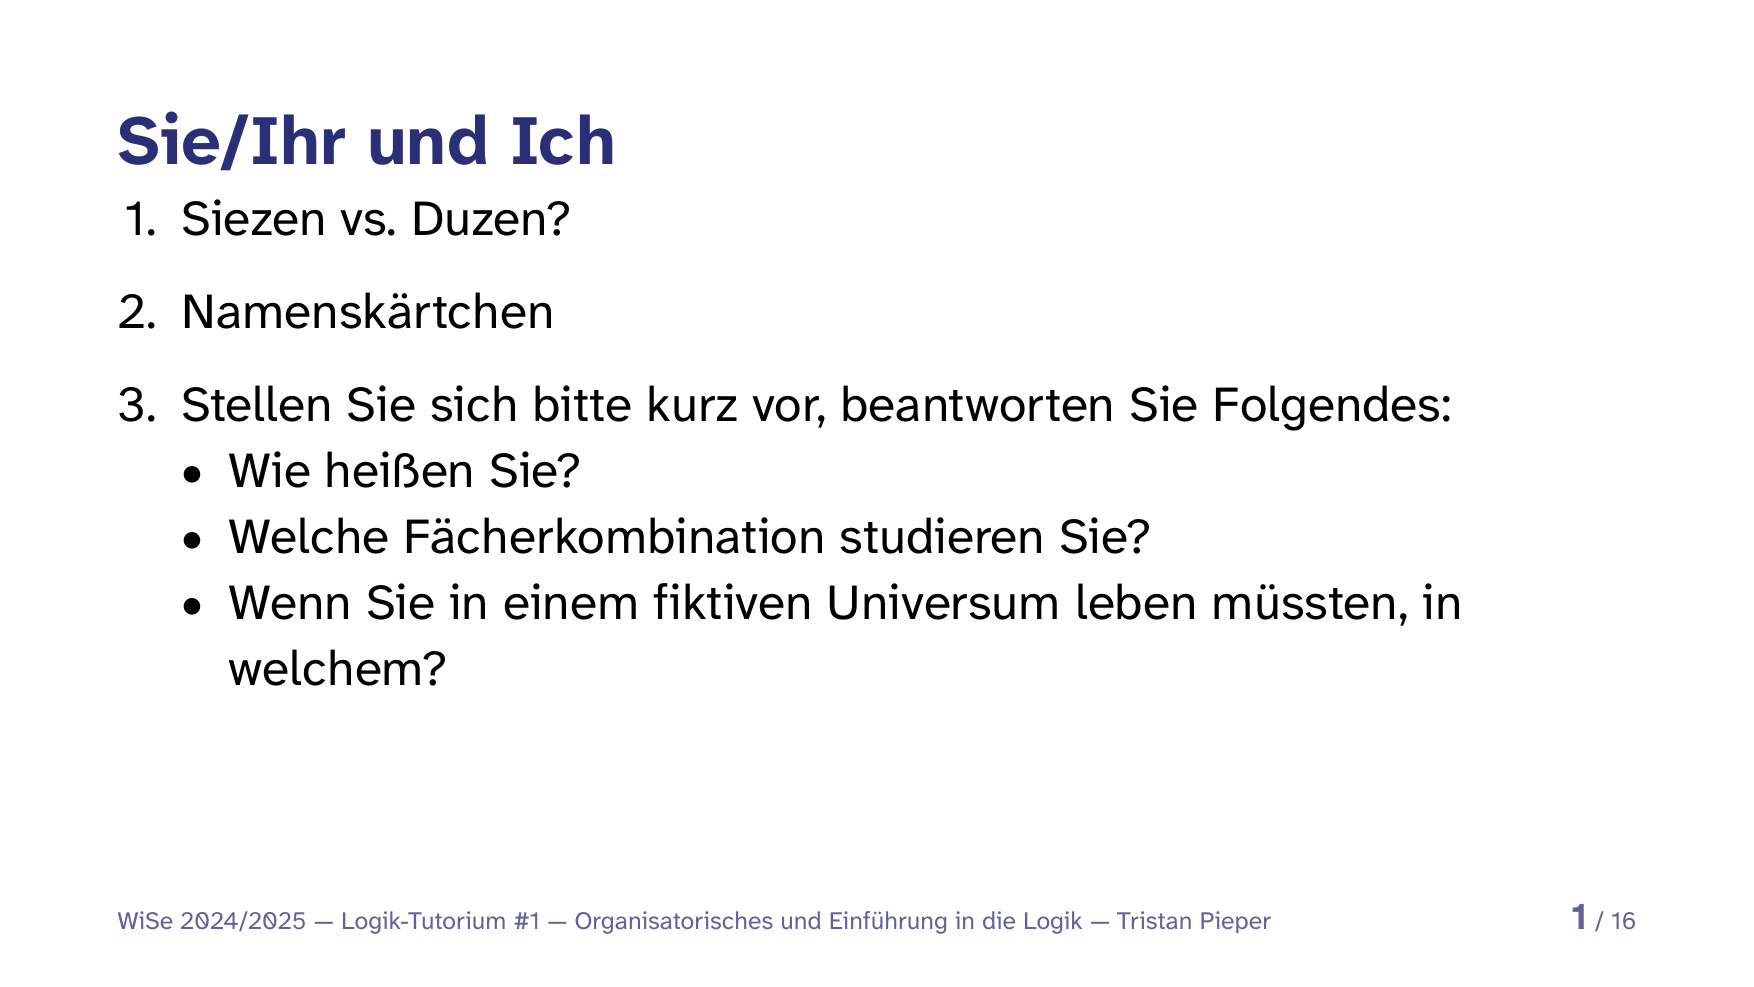 Sie/Ihr und Ich
1. Siezen vs. Duzen?
2. Namenskärtchen
3. Stellen Sie sich bitte kurz vor, beantworten Sie Folgendes:
• Wie heißen Sie?
• Welche Fächerkombination studieren Sie?
• Wenn Sie in einem fiktiven Universum leben müssten, in
welchem?
WiSe 2024/2025 — Logik-Tutorium #1 — Organisatorisches und Einführung in die Logik — Tristan Pieper
1 / 16